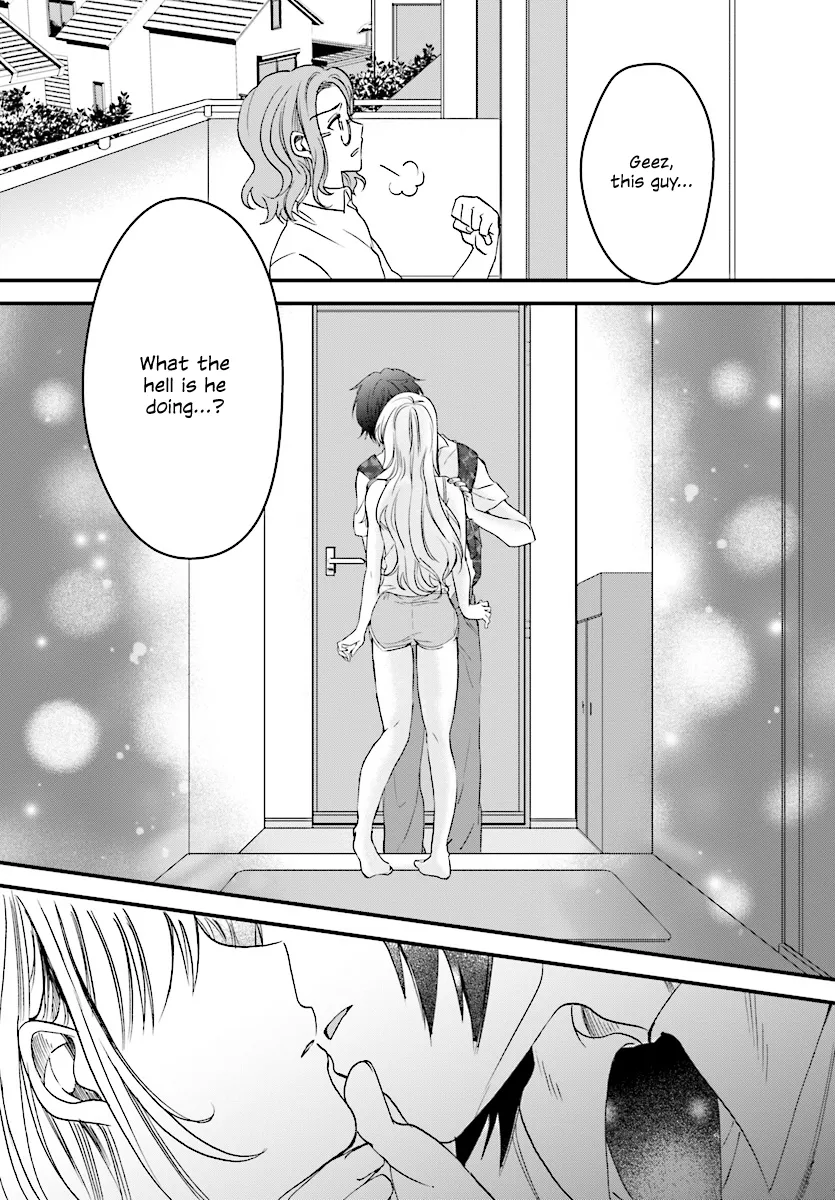 Geez,
this guy...
What the
hell is he
doing...?